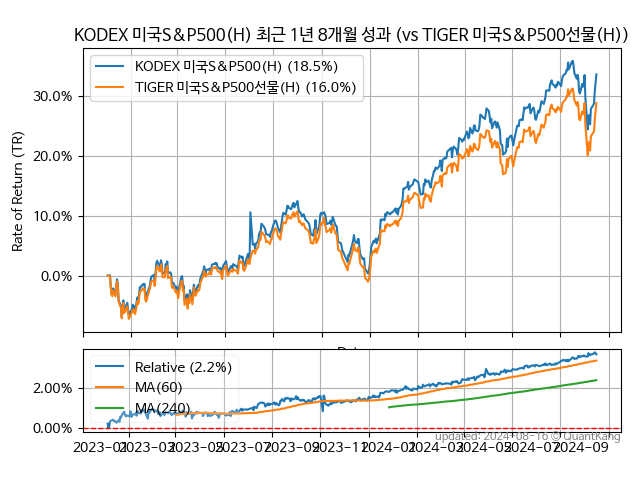 KODEX 미국S&P500(H) 최근 1년 8개월 성과 (vs TIGER 미국S&P500선물(H))
KODEX 미국S&P500(H) (18.5%)
TIGER 미국S&P500선물(H) (16.0%)
Rate of Return (TR)
30.0%
20.0%
10.0%
0.0%
Relative (2.2%)
MA(60)
MA(240)
2.00%
0.00%
updated: 2024-08-16 © QuantKang
2023-01 2023-03 2023-05 2023-07 2023-09 2023-11 2024-01 2024-03 2024-05 2024-07 2024-09